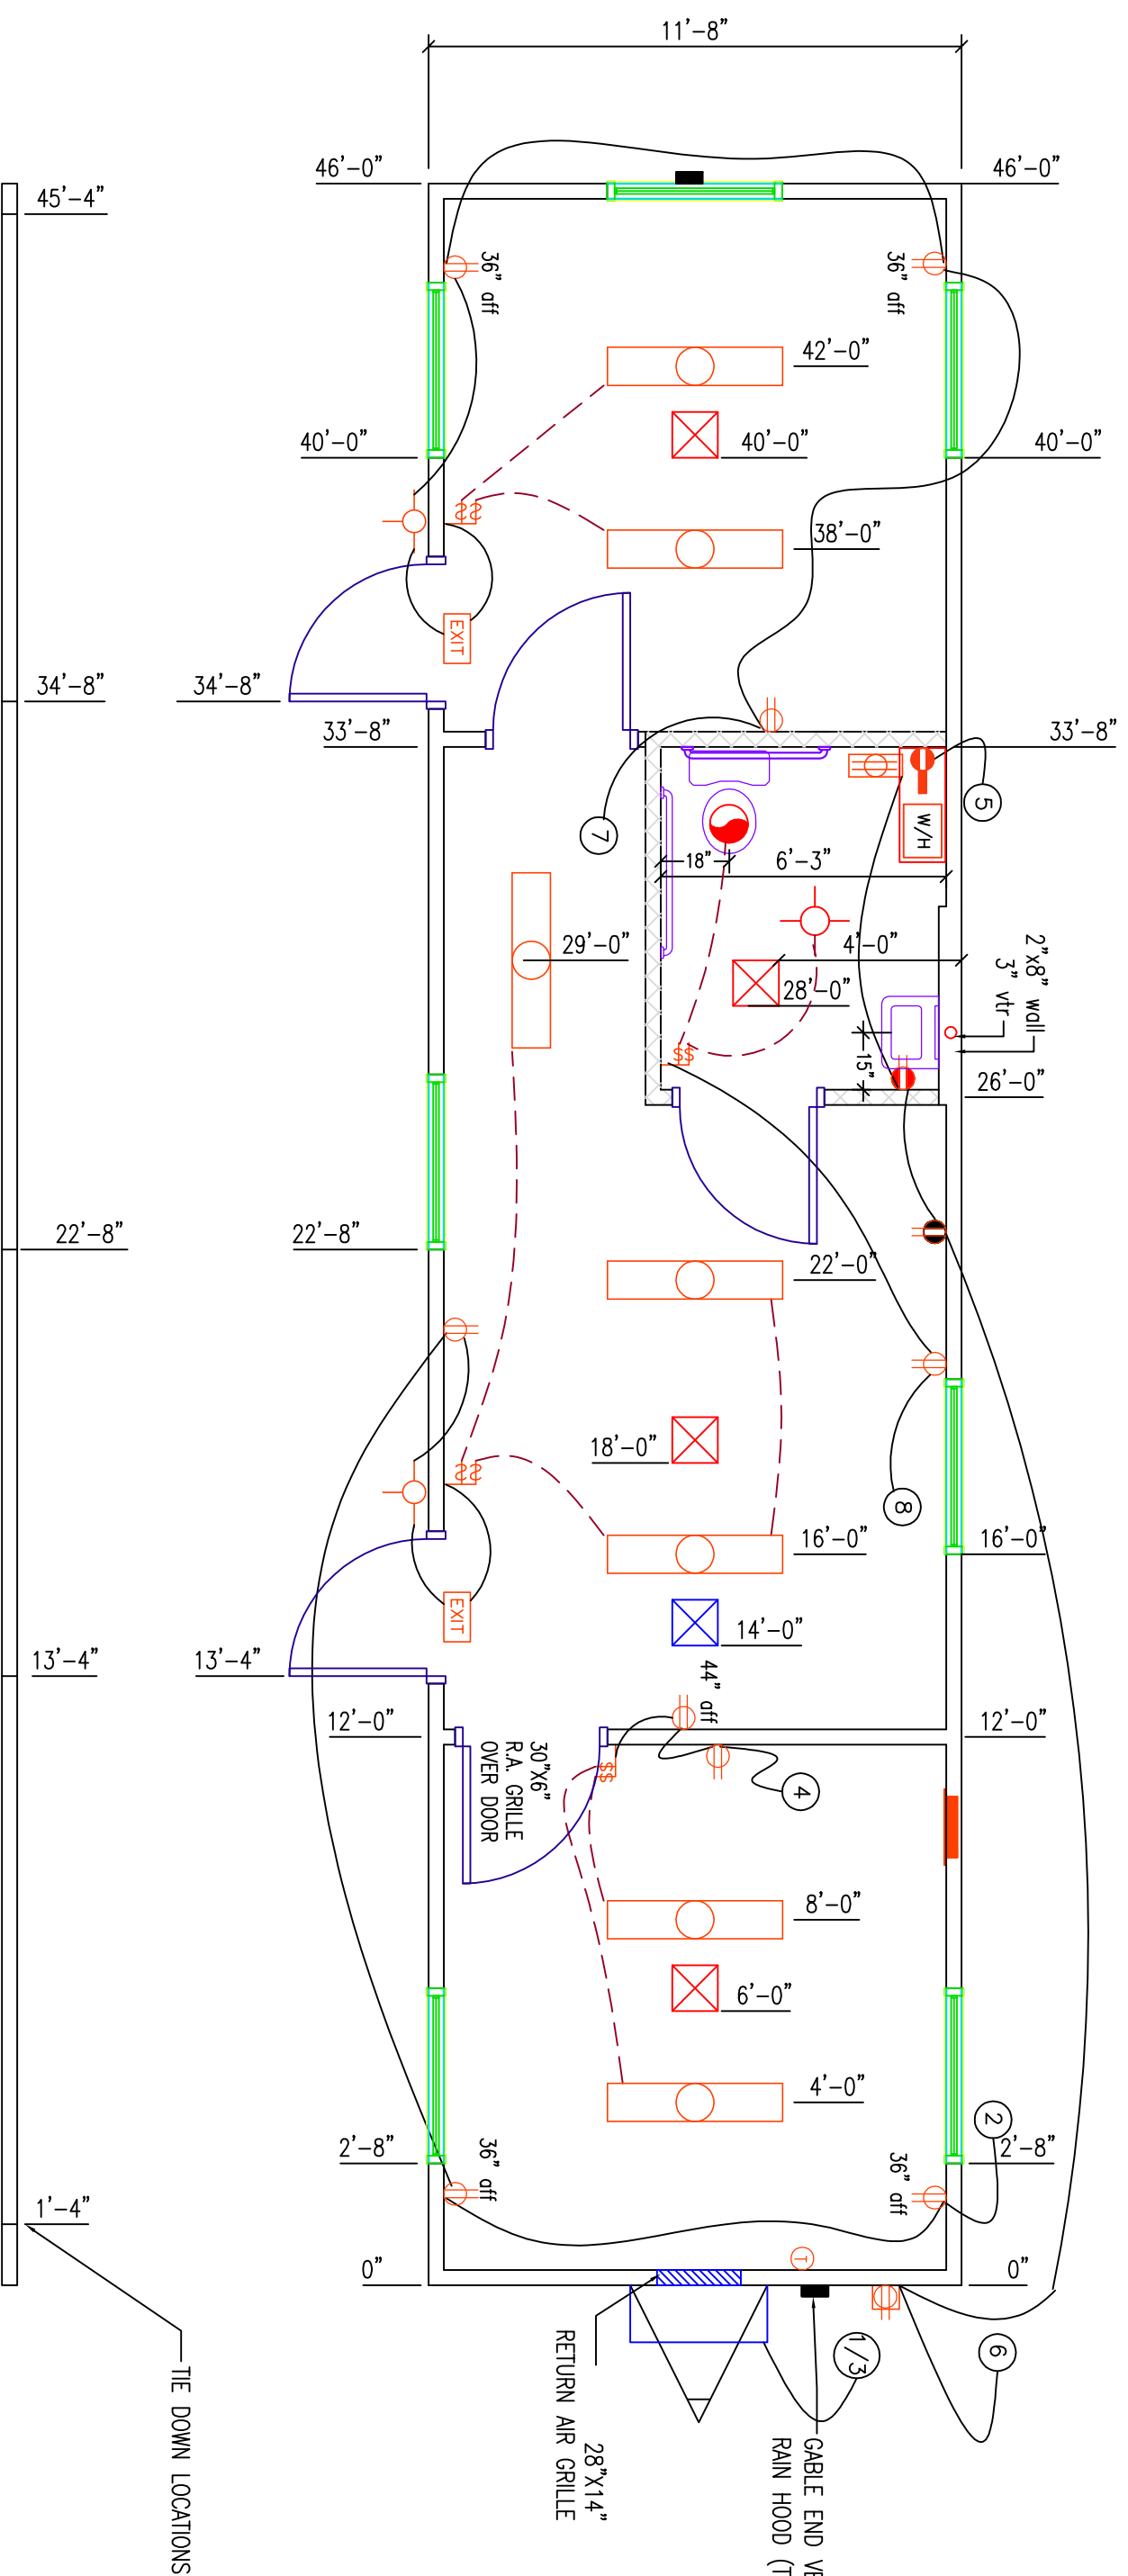 11'-8"
46'-0"
46'-0"
45'-4"
36" aff
36" aff
42'-0"
40'-0"
40'-0"
40'-0"
38'-0"
EXIT
34'-8"
34'-8"
33'-8"
33'-8"
5
W/H
7
18"
6'-3"
29'-0"
4'-0"
28'-0"
2"x8" wall
3" vtr
15"
$$
26'-0"
22'-8"
22'-8"
22'-0"
18'-0"
8
16'-0"
16'-0"
EXIT
14'-0"
13'-4"
13'-4"
44" aff
12'-0"
12'-0"
30"X6"
R.A. GRILLE
OVER DOOR
$$
4
8'-0"
6'-0"
4'-0"
2
2'-8"
2'-8"
36" aff
36" aff
1'-4"
T
0"
0"
1/3
6
28"X14"
RETURN AIR GRILLE
GABLE END
RAIN HOOD
TIE DOWN LOCATIONS